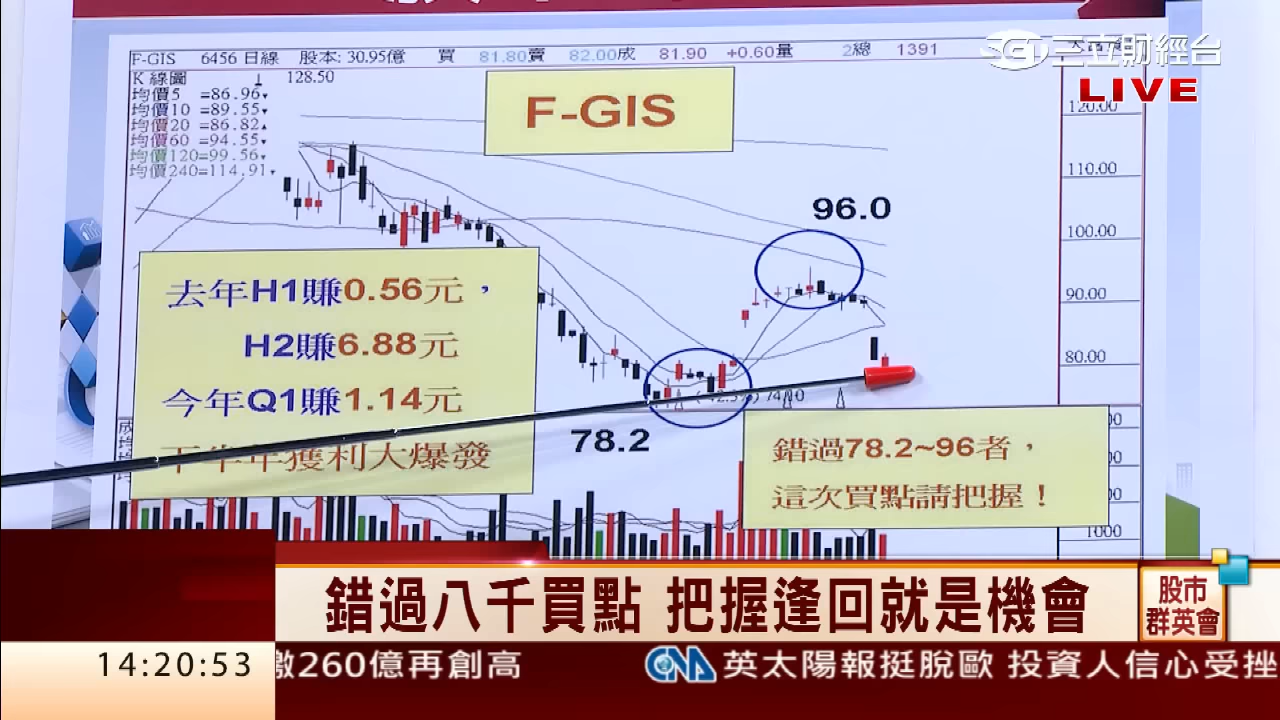 F-GIS 6456 日線 股本: 30.95億 買 81.80賣 82.00成 81.90 +0.60量 2總 1391
三立財經台
LIVE
K 線圖 128.50
均價5 =86.96
均價10 =89.55
均價20 =86.82
均價60 =94.55
均價120=99.56
均價240=114.91
F-GIS
120.00
110.00
100.00
90.00
80.00
96.0
去年H1賺0.56元，
H2賺6.88元
今年Q1賺1.14元
下半年獲利大爆發
78.2
錯過78.2~96者，
這次買點請把握！
1000
錯過八千買點 把握逢回就是機會
股市
群英會
14:20:53
260億再創高 CNA 英太陽報挺脫歐 投資人信心受挫